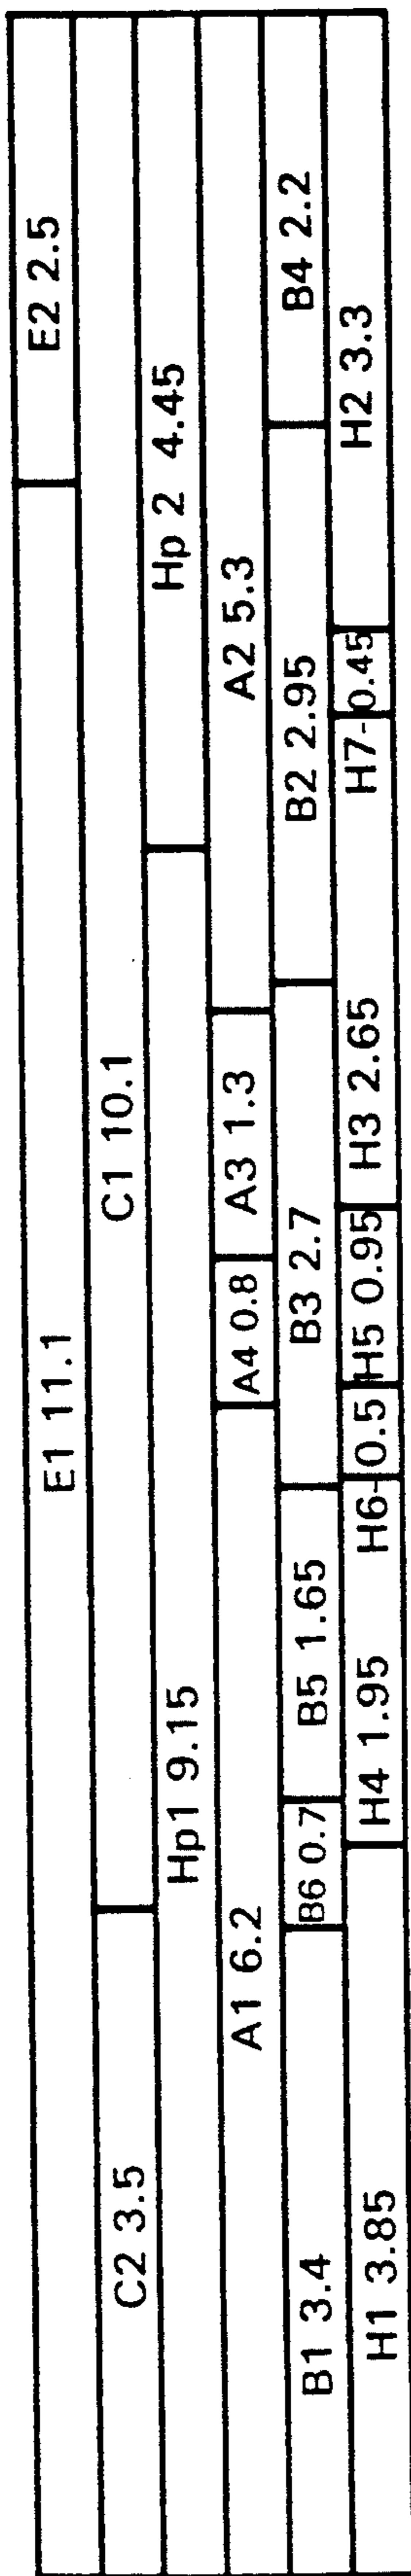 E1 11.1 E2 2.5
C2 3.5 C1 10.1
Hp1 9.15 Hp 2 4.45
A1 6.2 A4 0.8 A3 1.3 A2 5.3
B1 3.4 B6 0.7 B5 1.65 B3 2.7 B2 2.95 B4 2.2
H1 3.85 H4 1.95 H6-0.5 H5 0.95 H3 2.65 H7-0.45 H2 3.3